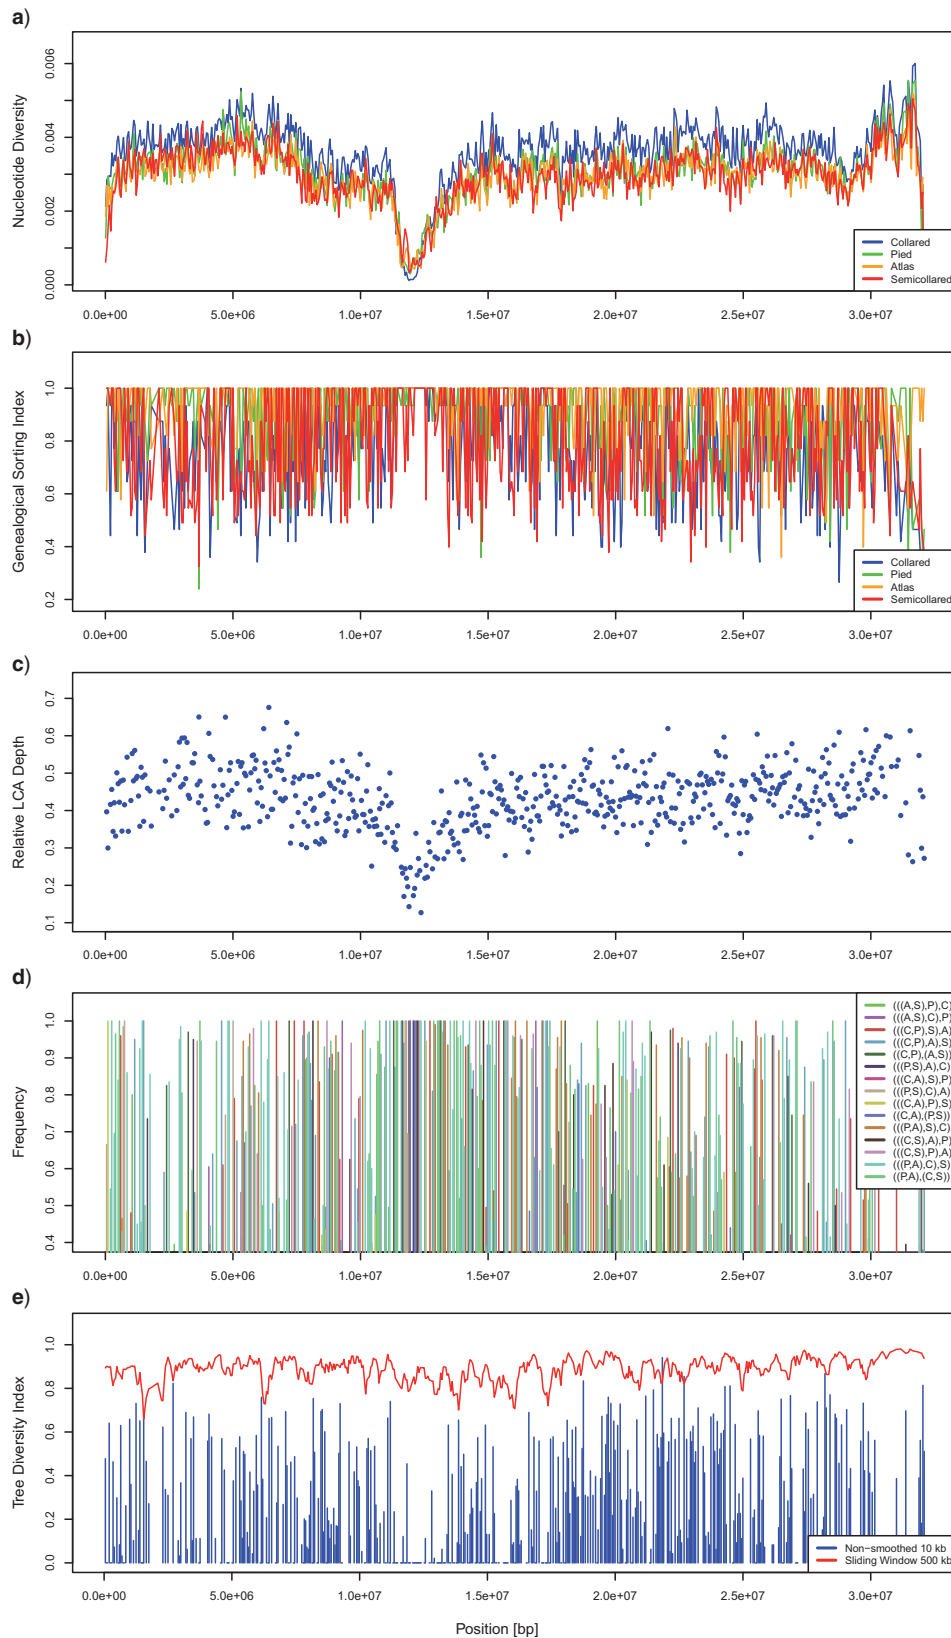 a)
Nucleotide Diversity
0.006
0.004
0.002
0.000
Collared
Pied
Atlas
Semicollared
0.0e+00 5.0e+06 1.0e+07 1.5e+07 2.0e+07 2.5e+07 3.0e+07
b)
Genealogical Sorting Index
1.0
0.8
0.6
0.4
0.2
Collared
Pied
Atlas
Semicollared
0.0e+00 5.0e+06 1.0e+07 1.5e+07 2.0e+07 2.5e+07 3.0e+07
c)
Relative LCA Depth
0.7
0.6
0.5
0.4
0.3
0.2
0.1
0.0e+00 5.0e+06 1.0e+07 1.5e+07 2.0e+07 2.5e+07 3.0e+07
d)
Frequency
1.0
0.9
0.8
0.7
0.6
0.5
0.4
(((A,S),P),C)
(((A,S),C),P)
(((C,P),S),A)
(((C,P),A),S)
((C,P),(A,S))
(((P,S),A),C)
(((C,A),S),P)
(((P,S),C),A)
(((C,A),P),S)
((C,A),(P,S))
(((P,A),S),C)
(((C,S),A),P)
(((C,S),P),A)
(((P,A),C),S)
((P,A),(C,S))
0.0e+00 5.0e+06 1.0e+07 1.5e+07 2.0e+07 2.5e+07 3.0e+07
e)
Tree Diversity Index
1.0
0.8
0.6
0.4
0.2
0.0
Non−smoothed 10 kb
Sliding Window 500 kb
0.0e+00 5.0e+06 1.0e+07 1.5e+07 2.0e+07 2.5e+07 3.0e+07
Position [bp]